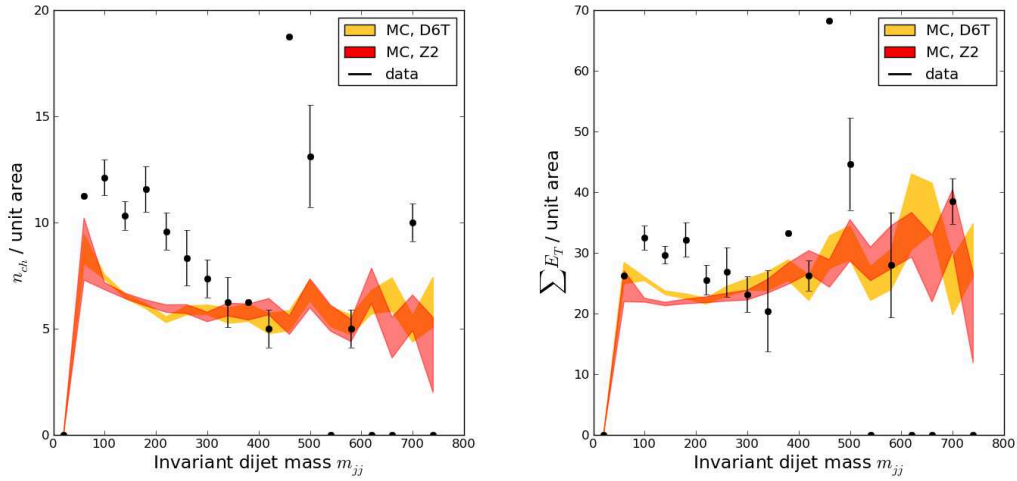 20
15
10
5
0
n_ch / unit area
0 100 200 300 400 500 600 700 800
Invariant dijet mass m_jj
MC, D6T
MC, Z2
data
70
60
50
40
30
20
10
0
∑E_T / unit area
0 100 200 300 400 500 600 700 800
Invariant dijet mass m_jj
MC, D6T
MC, Z2
data